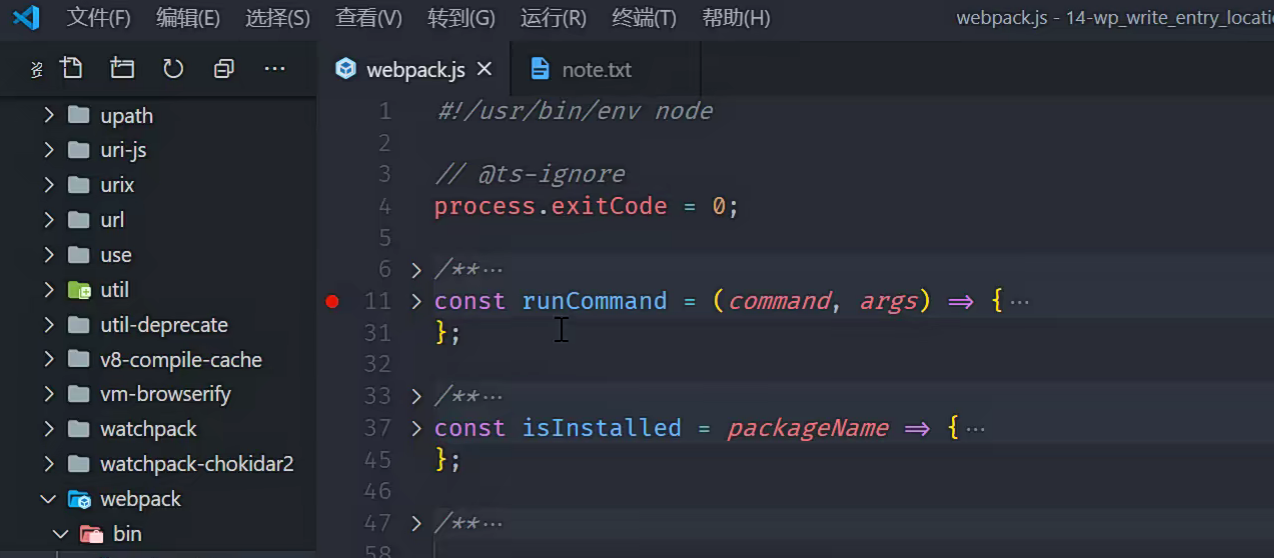 文件(F) 编辑(E) 选择(S) 查看(V) 转到(G) 运行(R) 终端(T) 帮助(H) webpack.js - 14-wp_write_entry_locati
webpack.js note.txt
upath
uri-js
urix
url
use
util
util-deprecate
v8-compile-cache
vm-browserify
watchpack
watchpack-chokidar2
webpack
bin
1 #!/usr/bin/env node
2
3 // @ts-ignore
4 process.exitCode = 0;
5
6 /**…
11 const runCommand = (command, args) ⇒ {…
31 };
32
33 /**…
37 const isInstalled = packageName ⇒ {…
45 };
46
47 /**…
58